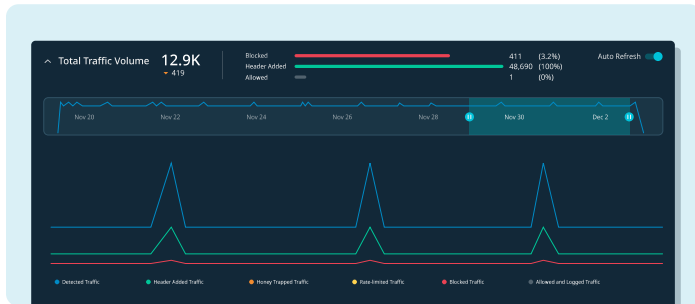 Total Traffic Volume
12.9K
419
Blocked 411 (3.2%)
Header Added 48,690 (100%)
Allowed 1 (0%)
Auto Refresh
Nov 20 Nov 22 Nov 24 Nov 26 Nov 28 Nov 30 Dec 2
Detected Traffic Header Added Traffic Honey Trapped Traffic Rate-limited Traffic Blocked Traffic Allowed and Logged Traffic